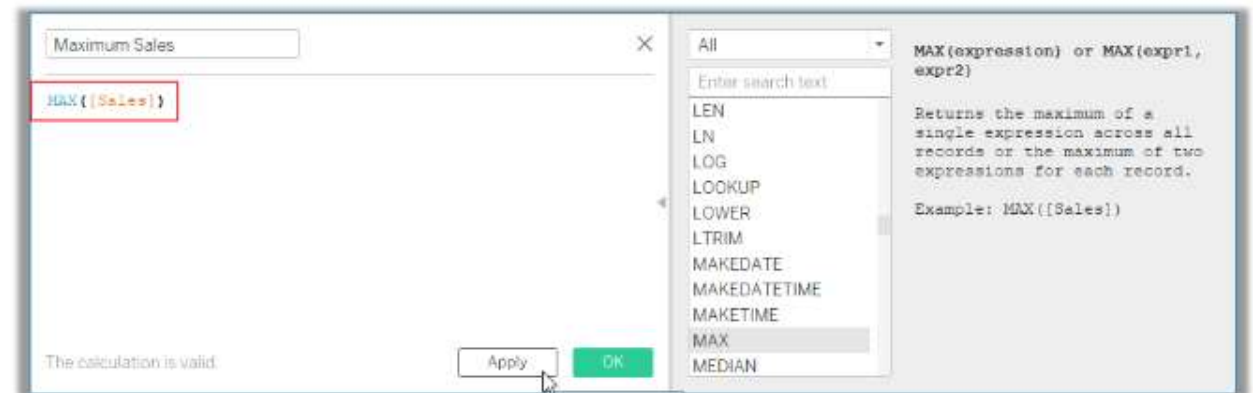 Maximum Sales
MAX([Sales])
The calculation is valid.
Apply
OK
All
Enter search text
LEN
LN
LOG
LOOKUP
LOWER
LTRIM
MAKEDATE
MAKEDATETIME
MAKETIME
MAX
MEDIAN
MAX(expression) or MAX(expr1,
expr2)
Returns the maximum of a
single expression across all
records or the maximum of two
expressions for each record.
Example: MAX([Sales])